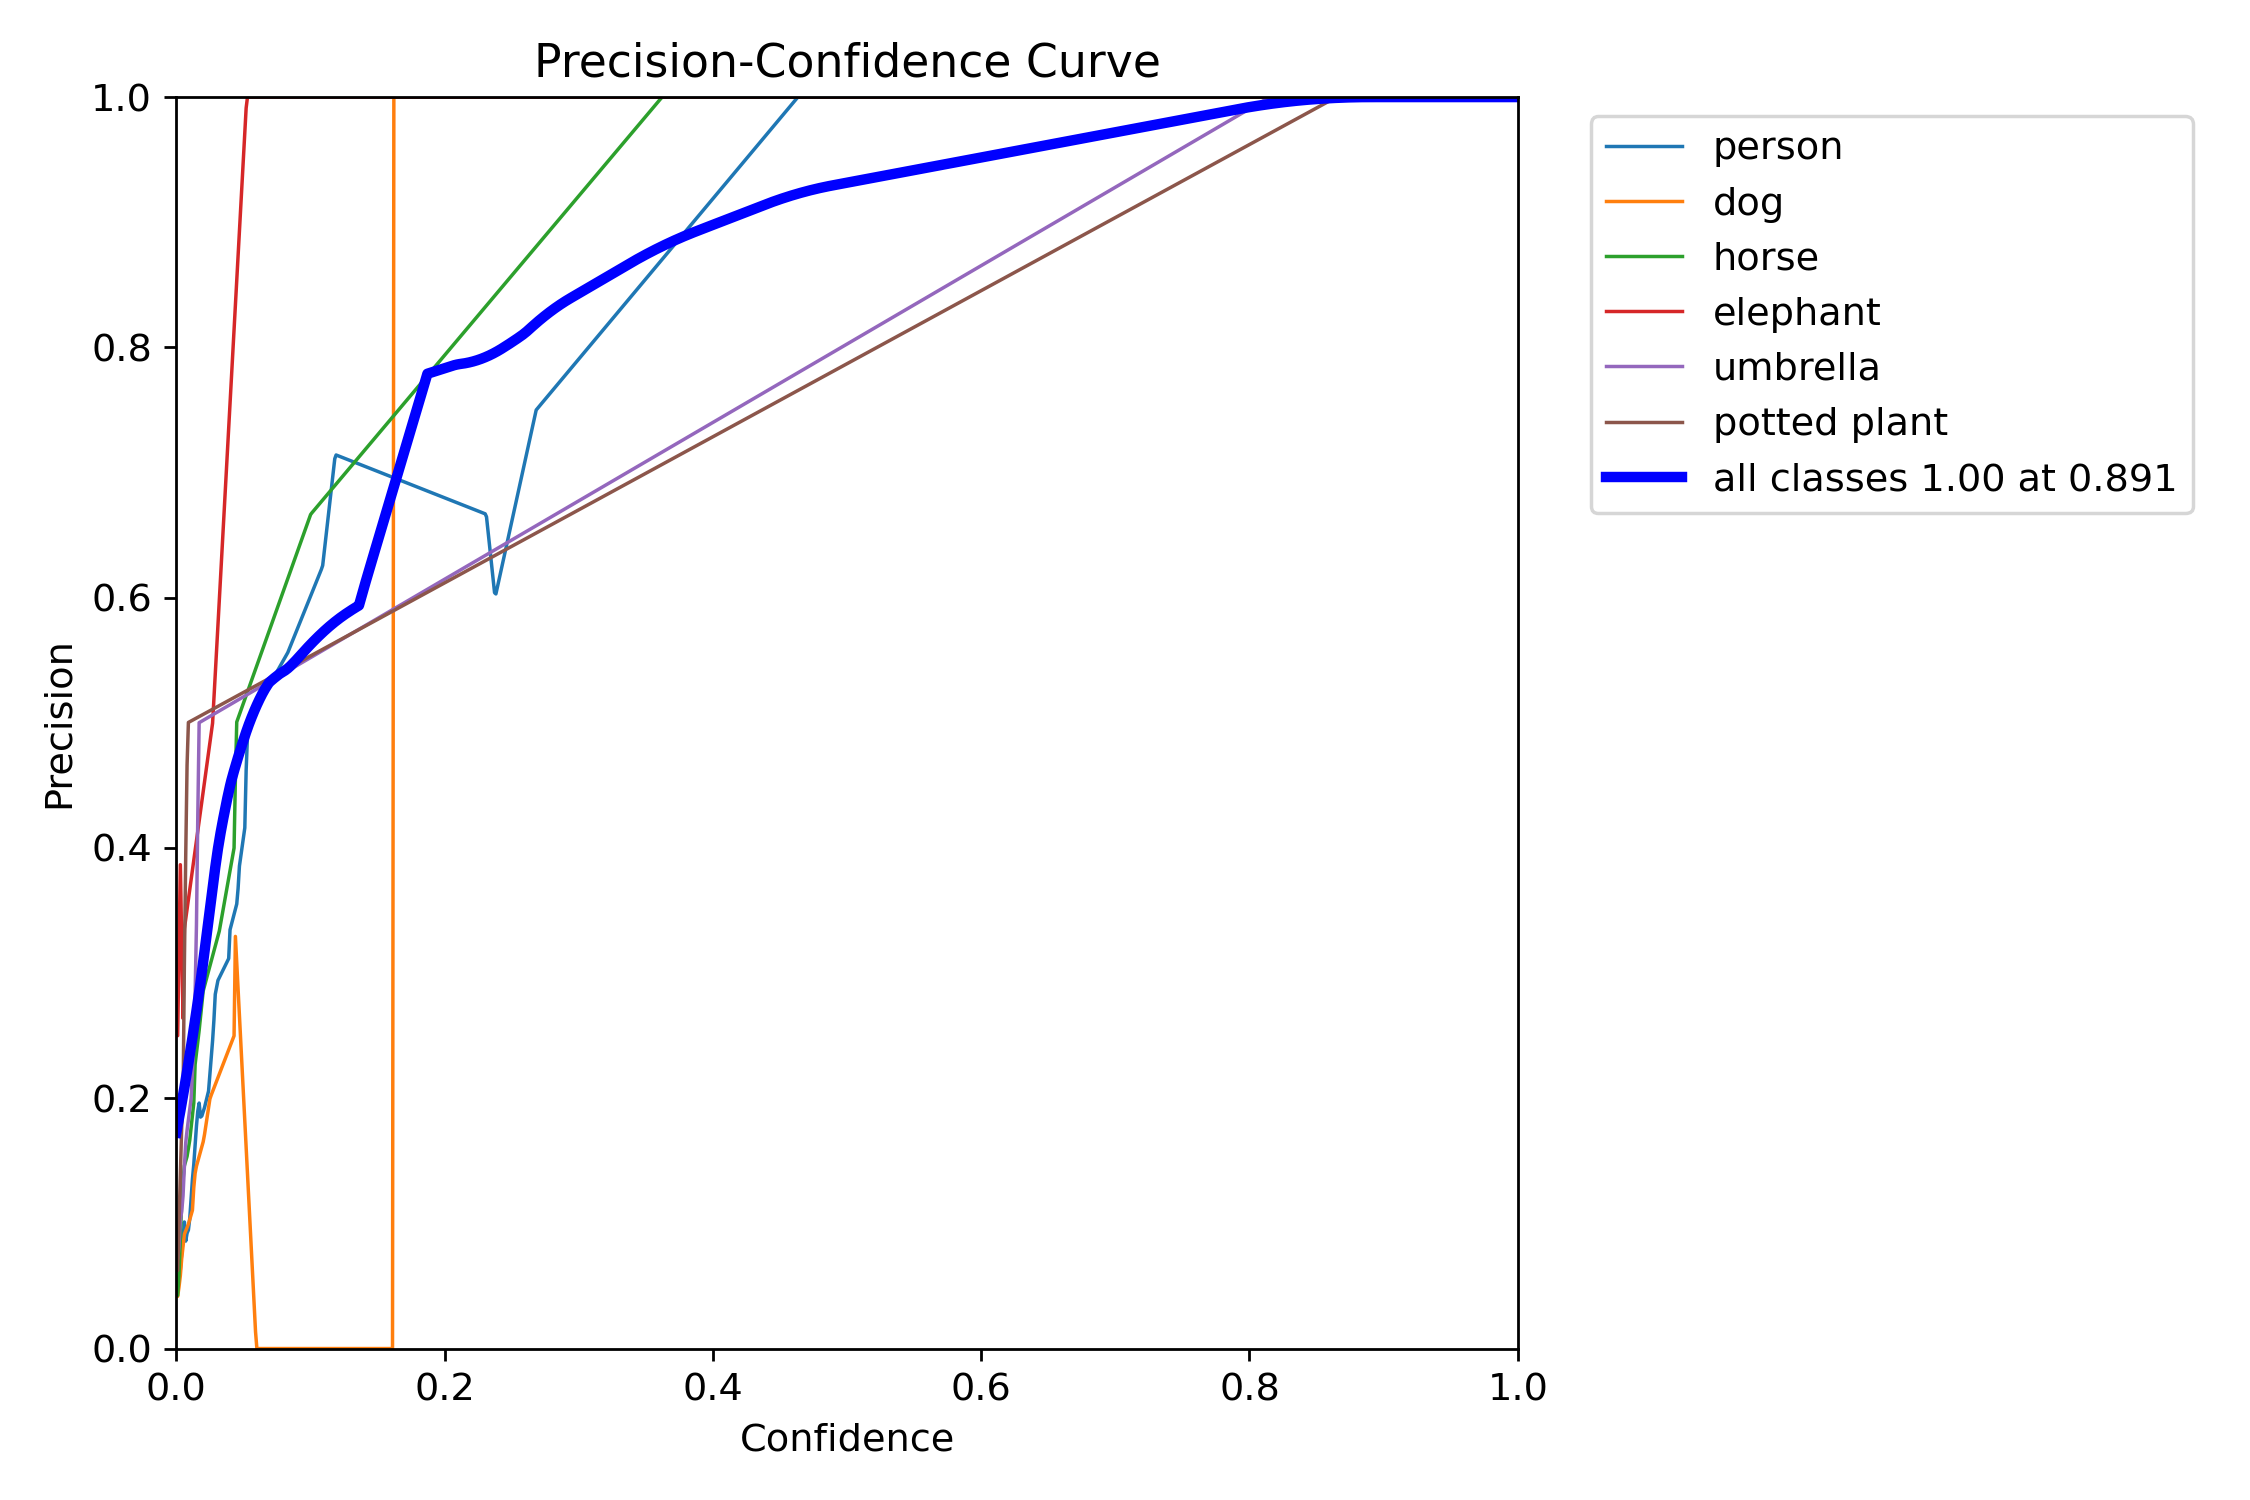 Precision-Confidence Curve
1.0
0.8
0.6
0.4
0.2
0.0
Precision
0.0 0.2 0.4 0.6 0.8 1.0
Confidence
person
dog
horse
elephant
umbrella
potted plant
all classes 1.00 at 0.891